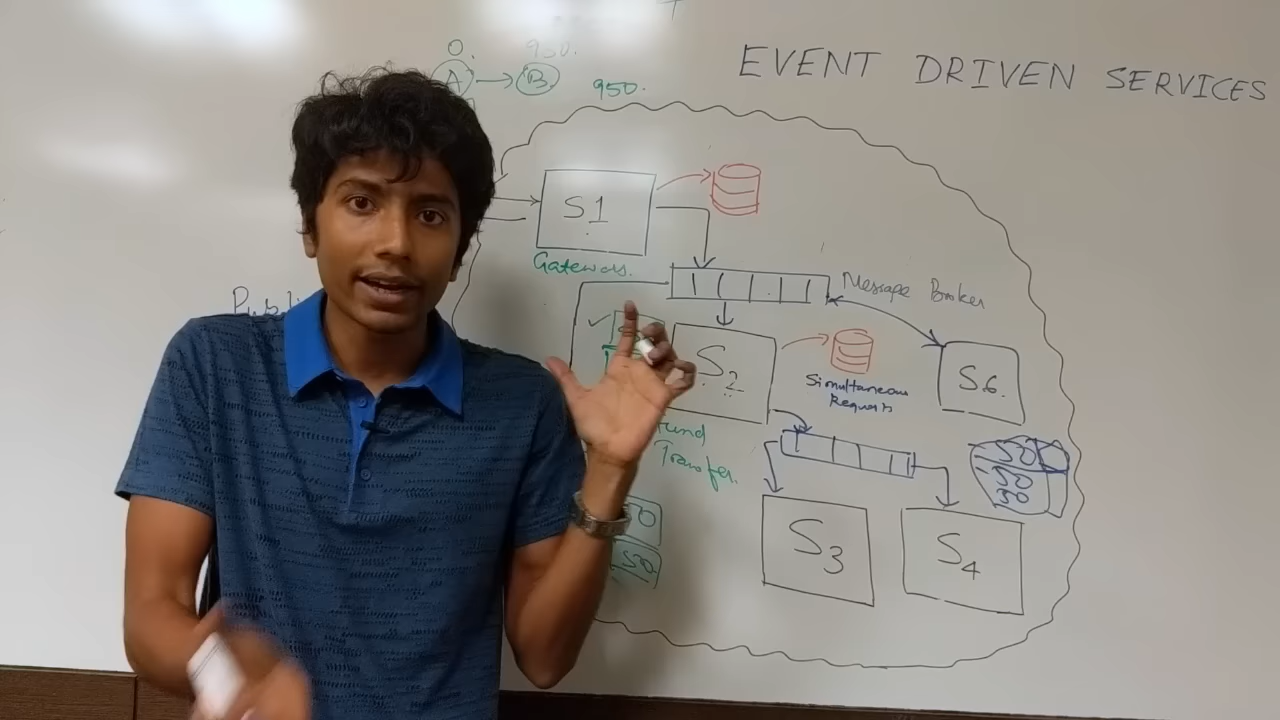 EVENT DRIVEN SERVICES
0. 950.
A B 950.
S1
Gateway.
Message Broker
S2
S6.
Simultaneous
Requests
Fund
Transfer.
50
50
50
50
50
S3
S4